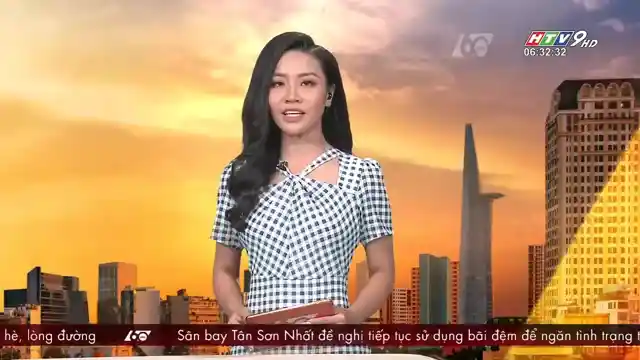 HTV9 HD
06:32:32
hè, lòng đường
60
Sân bay Tân Sơn Nhất đề nghị tiếp tục sử dụng bãi đệm để ngăn tình trạng